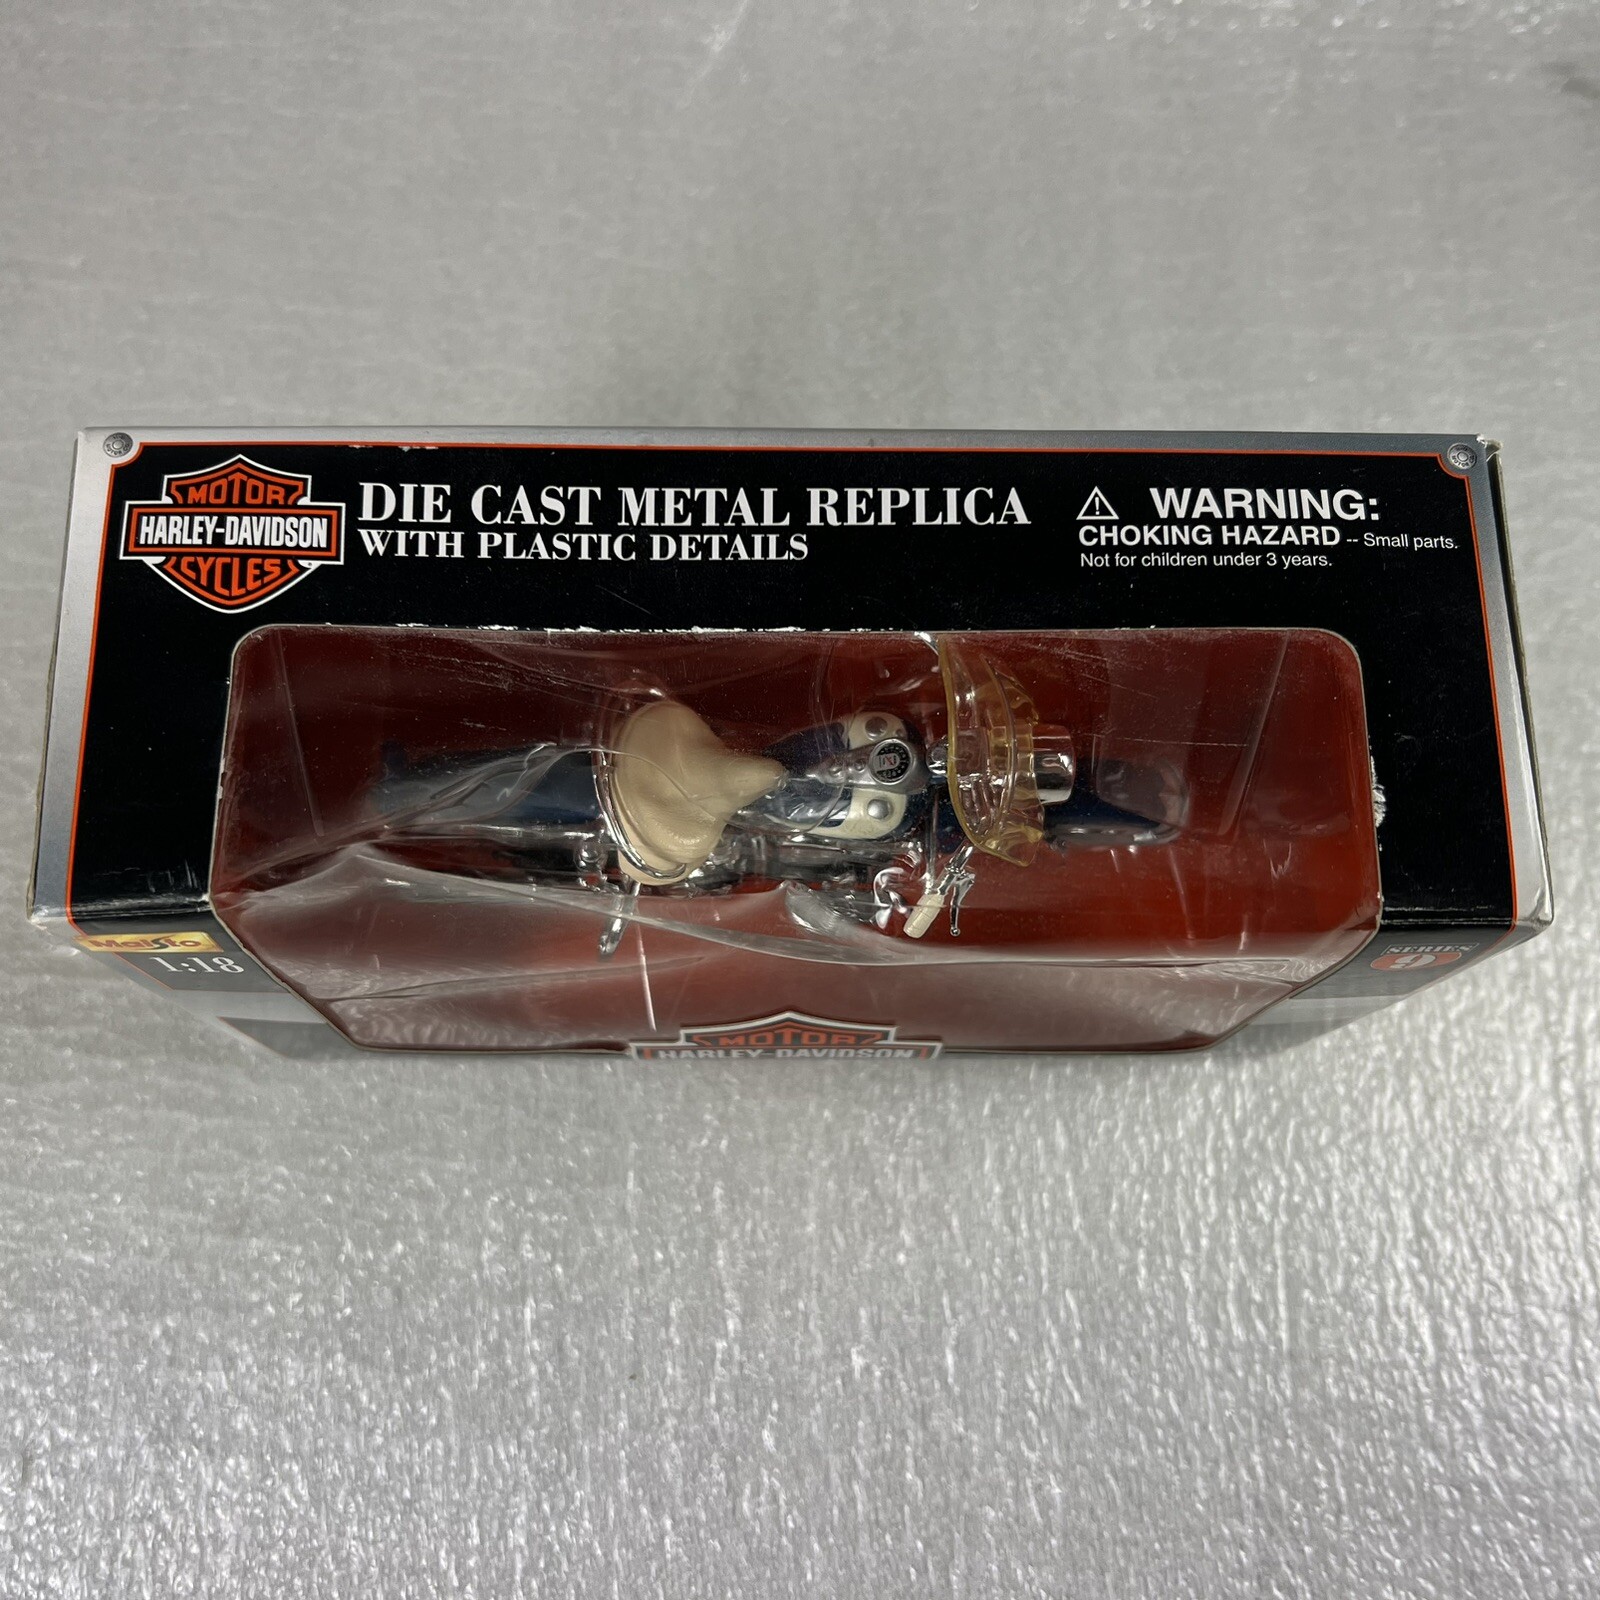 MOTOR
HARLEY-DAVIDSON
CYCLES
DIE CAST METAL REPLICA
WITH PLASTIC DETAILS
WARNING:
CHOKING HAZARD -- Small parts.
Not for children under 3 years.
Maisto
1:18
SERIES
9
MOTOR
HARLEY-DAVIDSON